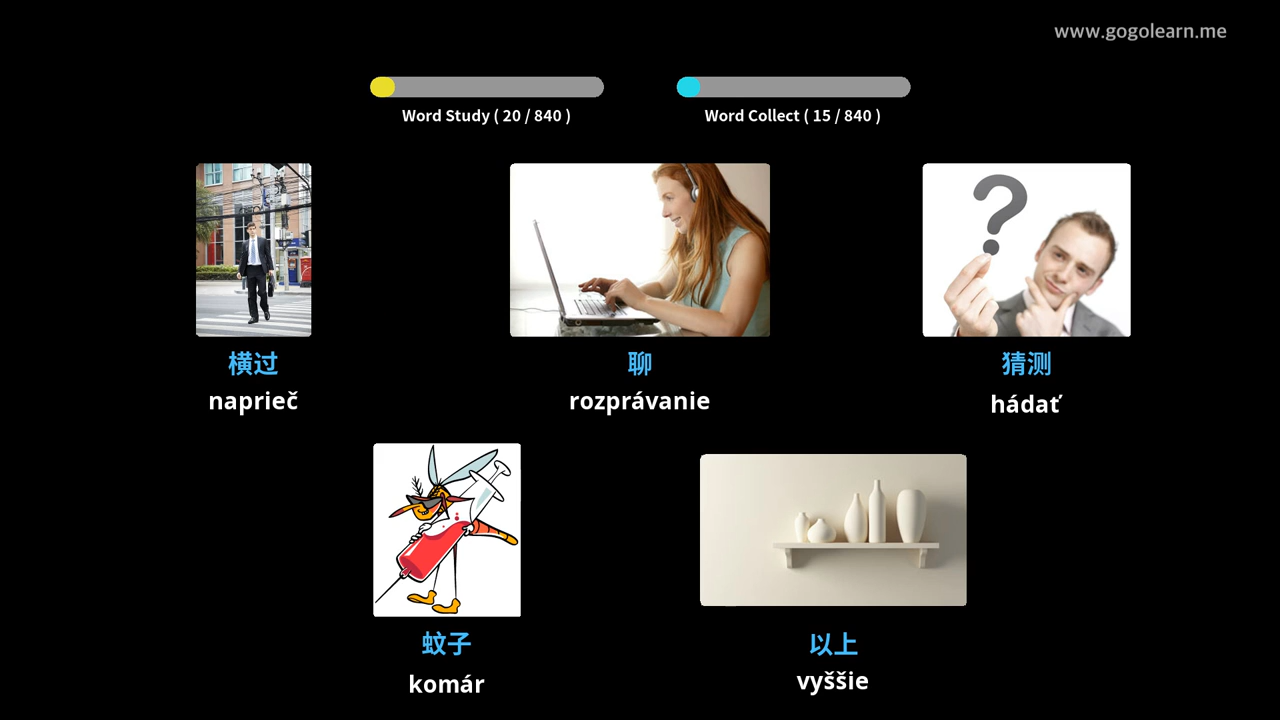 www.gogolearn.me
Word Study ( 20 / 840 )
Word Collect ( 15 / 840 )
横过
naprieč
聊
rozprávanie
猜测
hádať
蚊子
komár
以上
vyššie